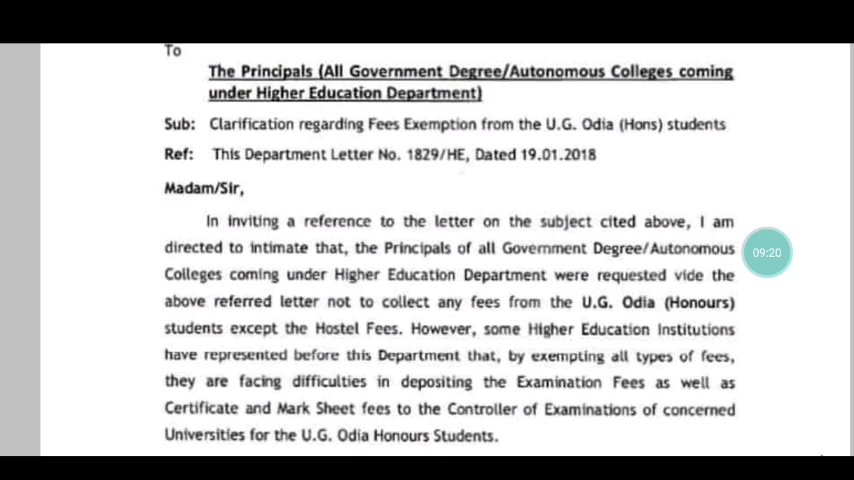 To
The Principals (All Government Degree/Autonomous Colleges coming
under Higher Education Department)
Sub: Clarification regarding Fees Exemption from the U.G. Odia (Hons) students
Ref: This Department Letter No. 1829/HE, Dated 19.01.2018
Madam/Sir,
In inviting a reference to the letter on the subject cited above, I am
directed to intimate that, the Principals of all Government Degree/Autonomous
Colleges coming under Higher Education Department were requested vide the
above referred letter not to collect any fees from the U.G. Odia (Honours)
students except the Hostel Fees. However, some Higher Education Institutions
have represented before this Department that, by exempting all types of fees,
they are facing difficulties in depositing the Examination Fees as well as
Certificate and Mark Sheet fees to the Controller of Examinations of concerned
Universities for the U.G. Odia Honours Students.
09:20